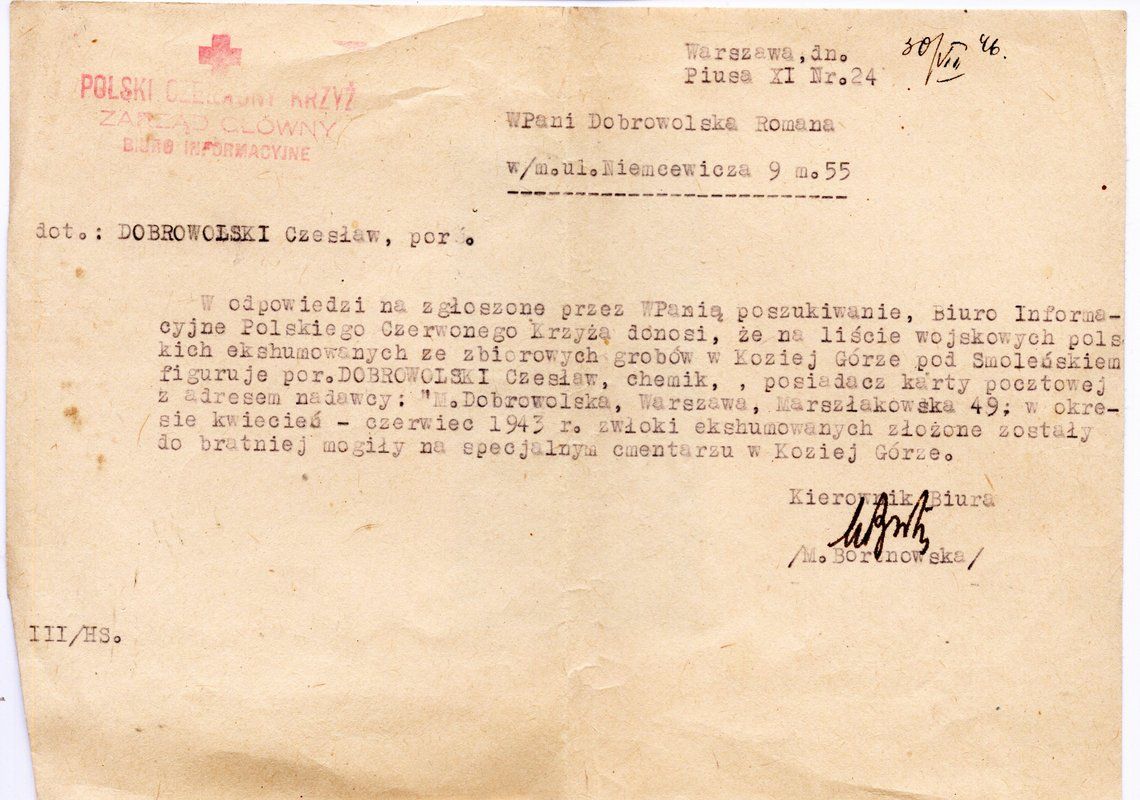 POLSKI CZERWONY KRZYŻ
ZARZĄD GŁÓWNY
BIURO INFORMACYJNE
Warszawa,dn. 30/VII 46.
Piusa XI Nr.24
WPani Dobrowolska Romana
w/m.ul.Niemcewicza 9 m.55
dot.: DOBROWOLSKI Czesław, por.
W odpowiedzi na zgłoszone przez WPanią poszukiwanie, Biuro Informa-
cyjne Polskiego Czerwonego Krzyżą donosi, że na liście wojskowych pols
kich ekshumowanych ze zbiorowych grobów w Koziej Górze pod Smoleńskiem
figuruje por.DOBROWOLSKI Czesław, chemik, , posiadacz karty pocztowej
z adresem nadawcy: "M.Dobrowolska, Warszawa, Marszłakowska 49; w okre-
sie kwiecień - czerwiec 1943 r. zwłoki ekshumowanych złożone zostały
do bratniej mogiły na specjalnym cmentarzu w Koziej Górze.
Kierownik Biura
/M.Bortnowska/
III/HS.